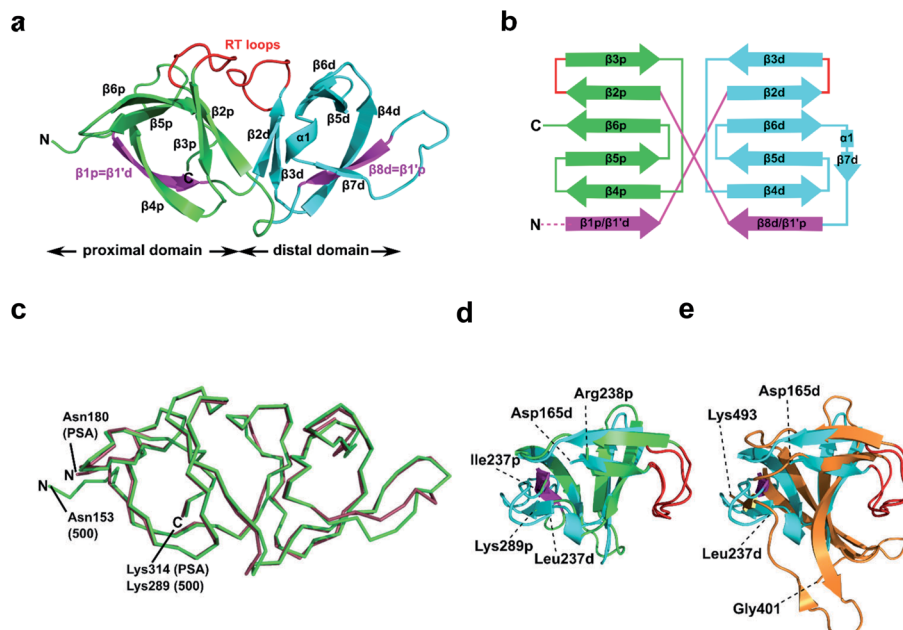 a
RT loops
β6p
β5p
β2p
β3p
N
C
β1p=β1'd
β4p
β6d
β4d
β2d
β5d
α1
β3d
β7d
β8d=β1'p
proximal domain
distal domain
b
β3p
β2p
C
β6p
β5p
β4p
N
β1p/β1'd
β3d
β2d
β6d
α1
β5d
β7d
β4d
β8d/β1'p
c
Asn180
(PSA)
N
N
Asn153
(500)
C
Lys314 (PSA)
Lys289 (500)
d
Arg238p
Asp165d
Ile237p
Lys289p
Leu237d
e
Asp165d
Lys493
Leu237d
Gly401